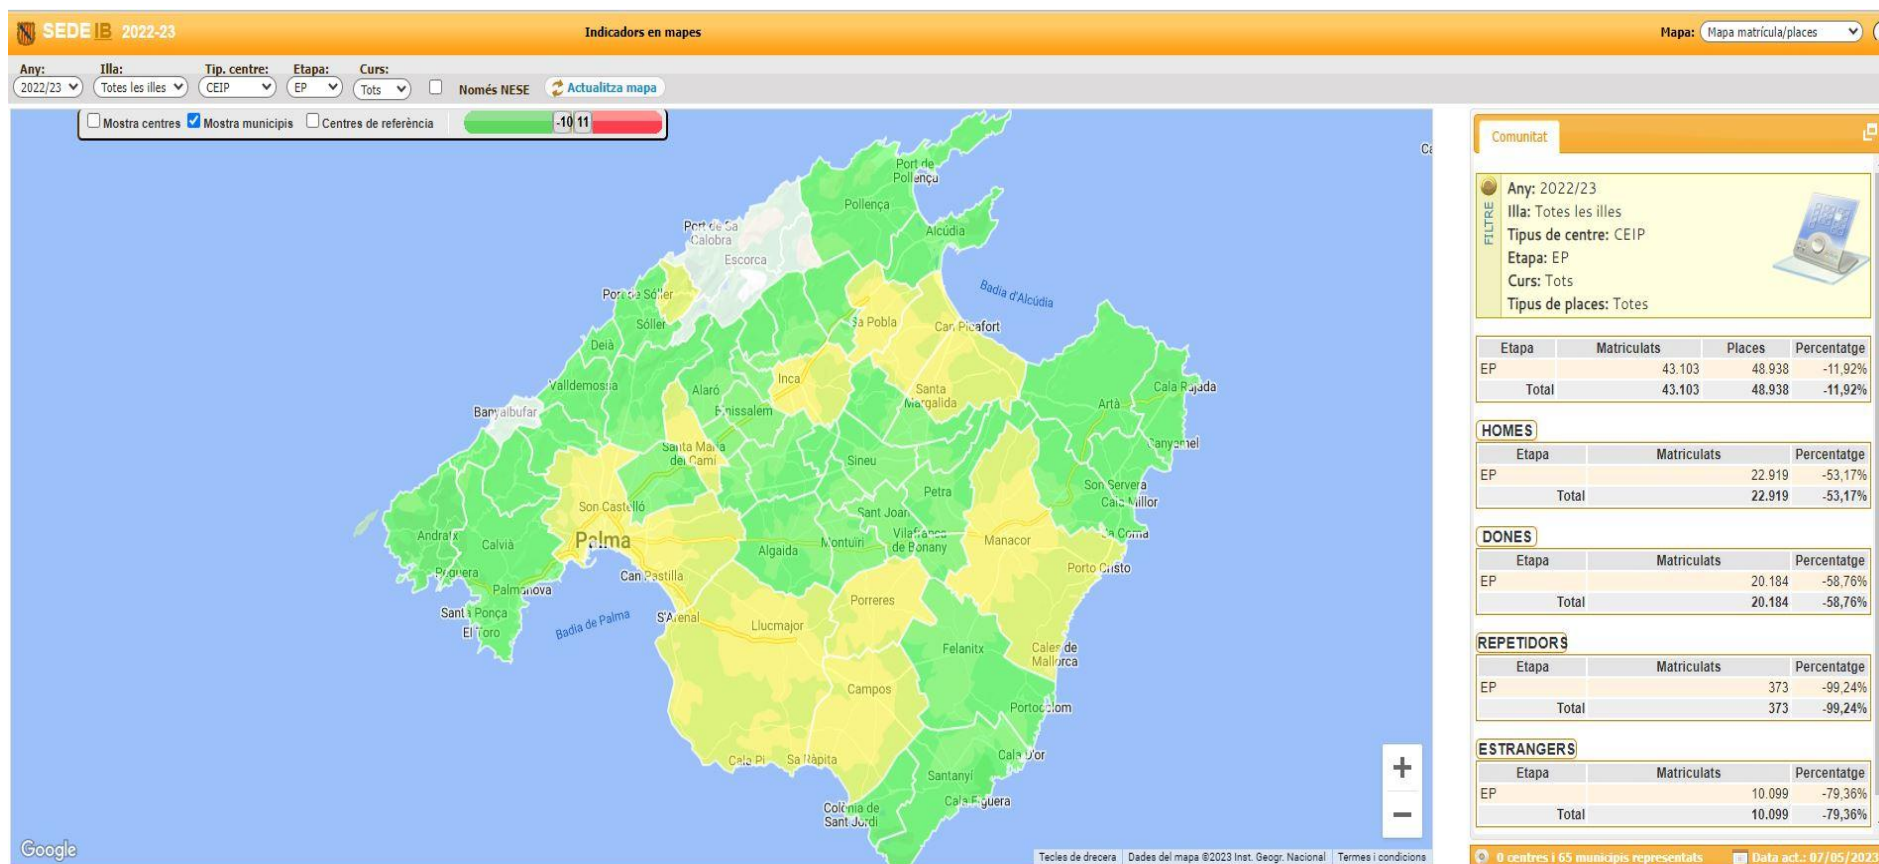 SEDE IB 2022-23
Indicadors en mapes
Mapa: Mapa matrícula/places
Any: Illa: Tip. centre: Etapa: Curs:
2022/23 Totes les illes CEIP EP Tots Només NESE Actualitza mapa
Mostra centres Mostra municipis Centres de referència -10 11
Port de
Pollença
Pollença
Alcúdia
Port de Sa
Calobra
Escorca
Badia d'Alcúdia
Port de Sóller
Sóller
Sa Pobla
Can Picafort
Deià
Valldemossa
Alaró
Inca
Santa
Margalida
Cala Rajada
Artà
Banyalbufar
Binissalem
Canyamel
Santa Maria
del Camí
Sineu
Petra
Son Servera
Cala Millor
Son Castelló
Sant Joan
Sa Coma
Andratx
Calvià
Palma
Algaida
Montuïri
Vilafranca
de Bonany
Manacor
Peguera
Palmanova
Can Pastilla
Porto Cristo
Santa Ponça
El Toro
Badia de Palma
S'Arenal
Llucmajor
Porreres
Felanitx
Cales de
Mallorca
Campos
Portocolom
Cala Pi
Sa Ràpita
Cala D'or
Santanyí
Cala Figuera
Colònia de
Sant Jordi
Google
Tecles de drecera Dades del mapa ©2023 Inst. Geogr. Nacional Termes i condicions
Comunitat
FILTRE
Any: 2022/23
Illa: Totes les illes
Tipus de centre: CEIP
Etapa: EP
Curs: Tots
Tipus de places: Totes
Etapa Matriculats Places Percentatge
EP 43.103 48.938 -11,92%
Total 43.103 48.938 -11,92%
HOMES
Etapa Matriculats Percentatge
EP 22.919 -53,17%
Total 22.919 -53,17%
DONES
Etapa Matriculats Percentatge
EP 20.184 -58,76%
Total 20.184 -58,76%
REPETIDORS
Etapa Matriculats Percentatge
EP 373 -99,24%
Total 373 -99,24%
ESTRANGERS
Etapa Matriculats Percentatge
EP 10.099 -79,36%
Total 10.099 -79,36%
0 centres i 65 municipis representats Data act.: 07/05/2023